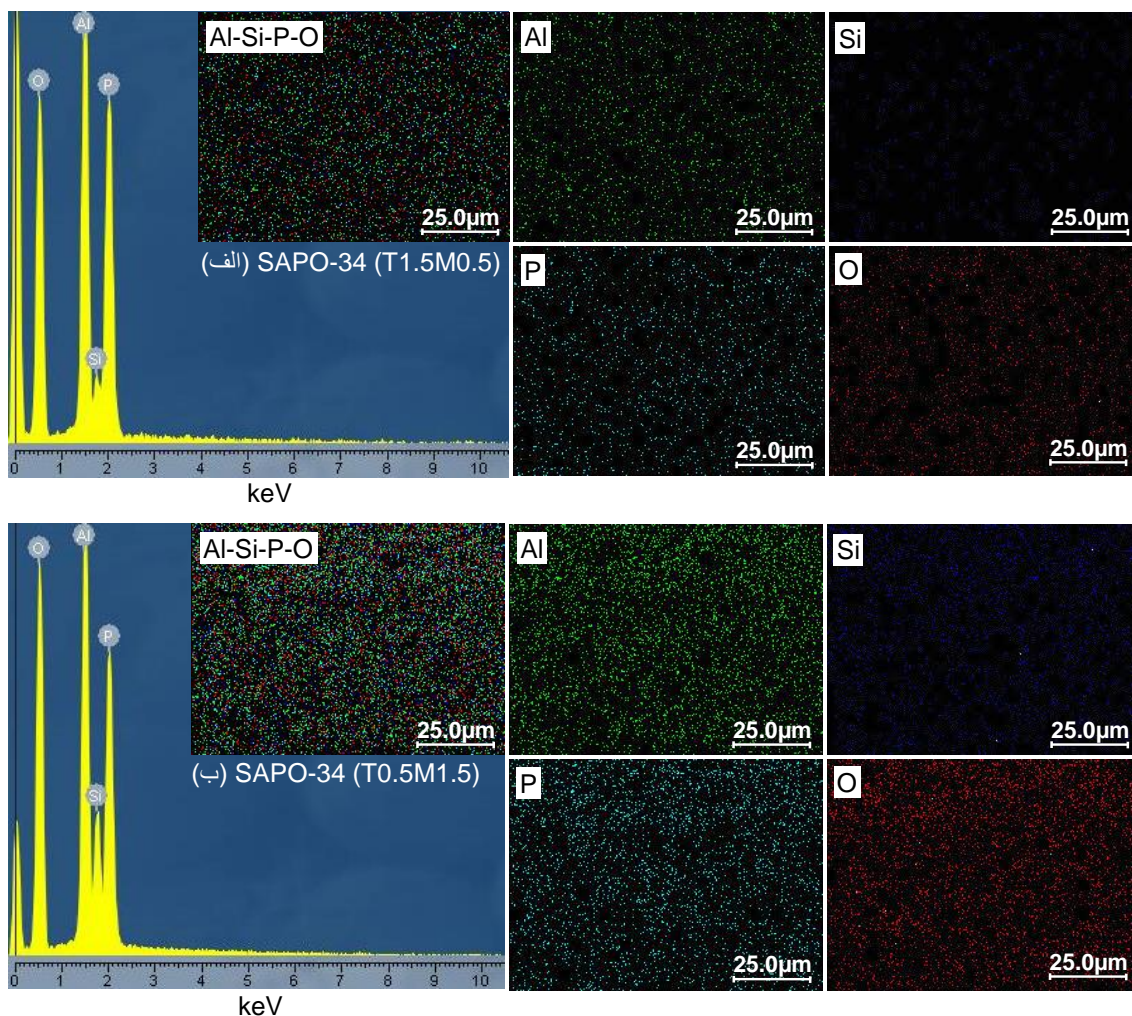 Al-Si-P-O
Al
Si
Al
O
P
Si
25.0µm
25.0µm
25.0µm
(الف) SAPO-34 (T1.5M0.5)
P
O
25.0µm
25.0µm
0 1 2 3 4 5 6 7 8 9 10
keV
Al-Si-P-O
Al
Si
Al
O
P
Si
25.0µm
25.0µm
25.0µm
(ب) SAPO-34 (T0.5M1.5)
P
O
25.0µm
25.0µm
0 1 2 3 4 5 6 7 8 9 10
keV